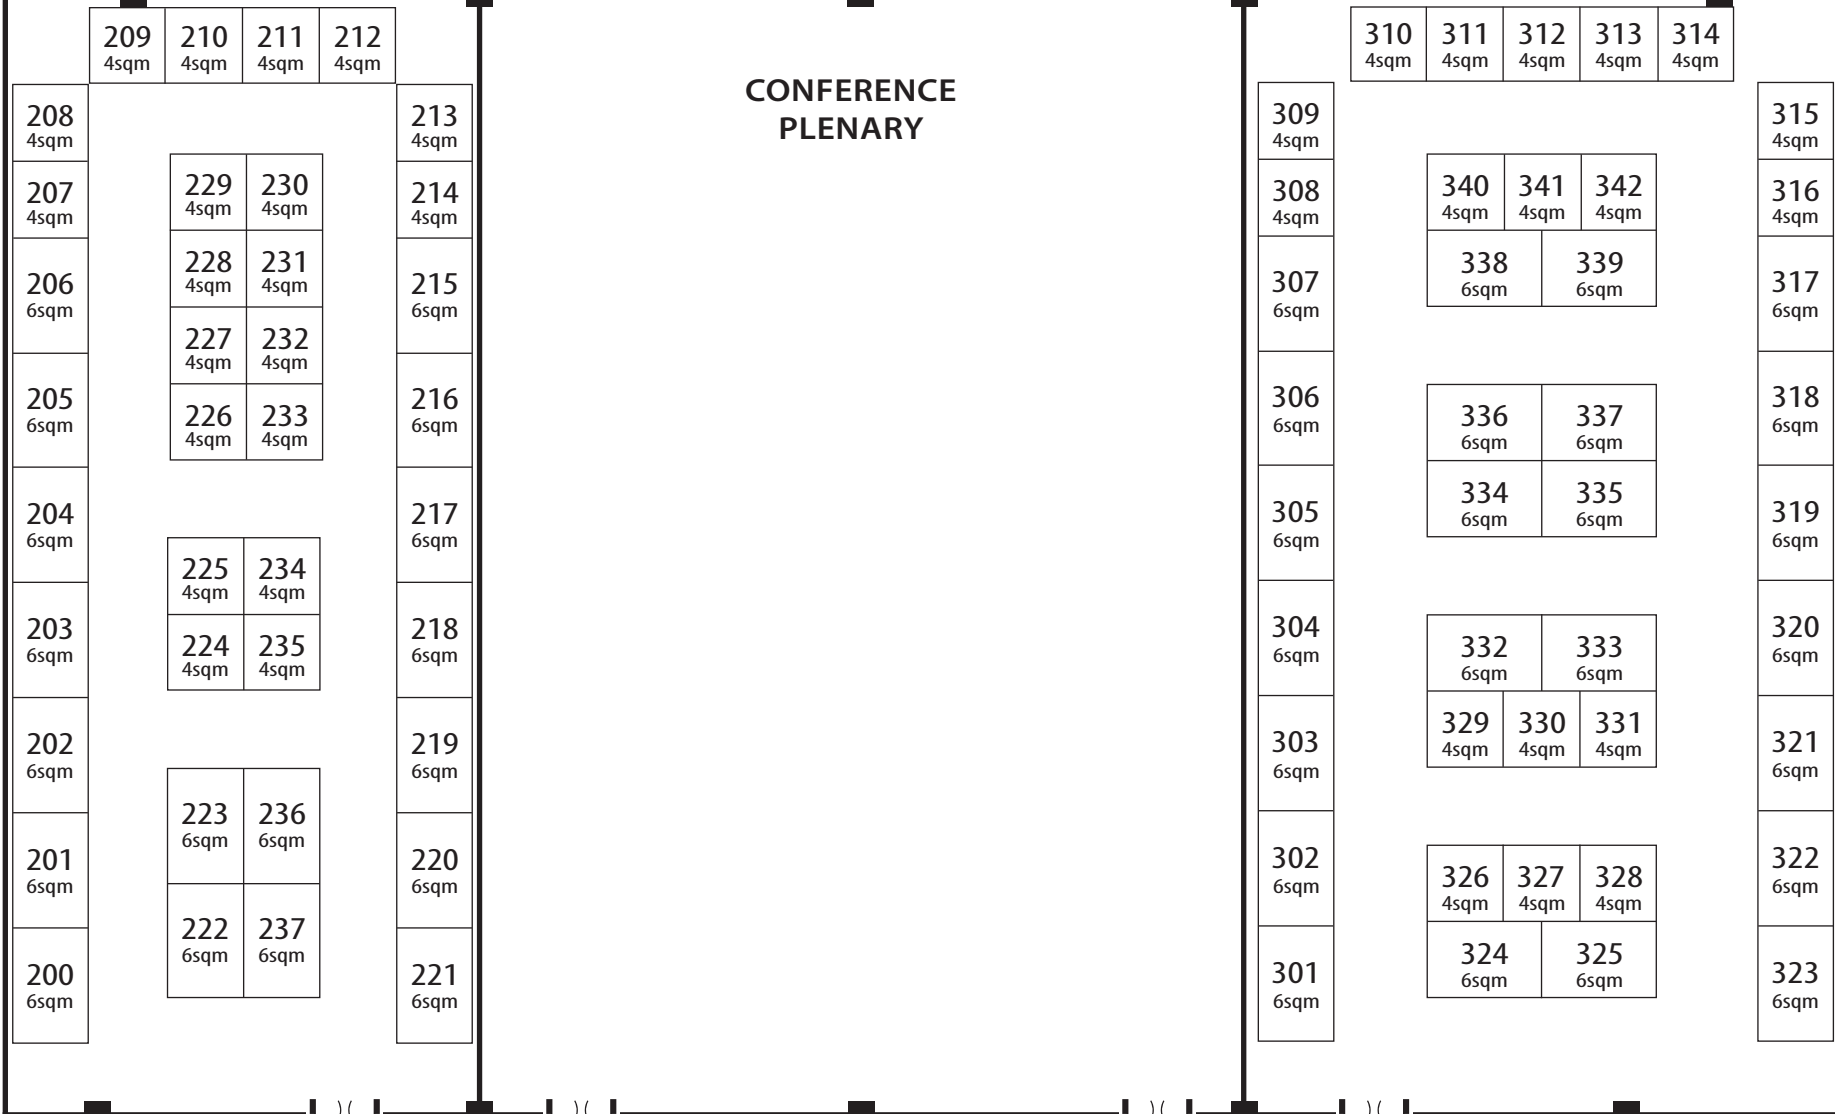 209 210 211 212
4sqm 4sqm 4sqm 4sqm
208
4sqm
207
4sqm
206
6sqm
205
6sqm
204
6sqm
203
6sqm
202
6sqm
201
6sqm
200
6sqm
229 230
4sqm 4sqm
228 231
4sqm 4sqm
227 232
4sqm 4sqm
226 233
4sqm 4sqm
225 234
4sqm 4sqm
224 235
4sqm 4sqm
223 236
6sqm 6sqm
222 237
6sqm 6sqm
213
4sqm
214
4sqm
215
6sqm
216
6sqm
217
6sqm
218
6sqm
219
6sqm
220
6sqm
221
6sqm
CONFERENCE
PLENARY
310 311 312 313 314
4sqm 4sqm 4sqm 4sqm 4sqm
309
4sqm
308
4sqm
307
6sqm
306
6sqm
305
6sqm
304
6sqm
303
6sqm
302
6sqm
301
6sqm
340 341 342
4sqm 4sqm 4sqm
338 339
6sqm 6sqm
336 337
6sqm 6sqm
334 335
6sqm 6sqm
332 333
6sqm 6sqm
329 330 331
4sqm 4sqm 4sqm
326 327 328
4sqm 4sqm 4sqm
324 325
6sqm 6sqm
315
4sqm
316
4sqm
317
6sqm
318
6sqm
319
6sqm
320
6sqm
321
6sqm
322
6sqm
323
6sqm